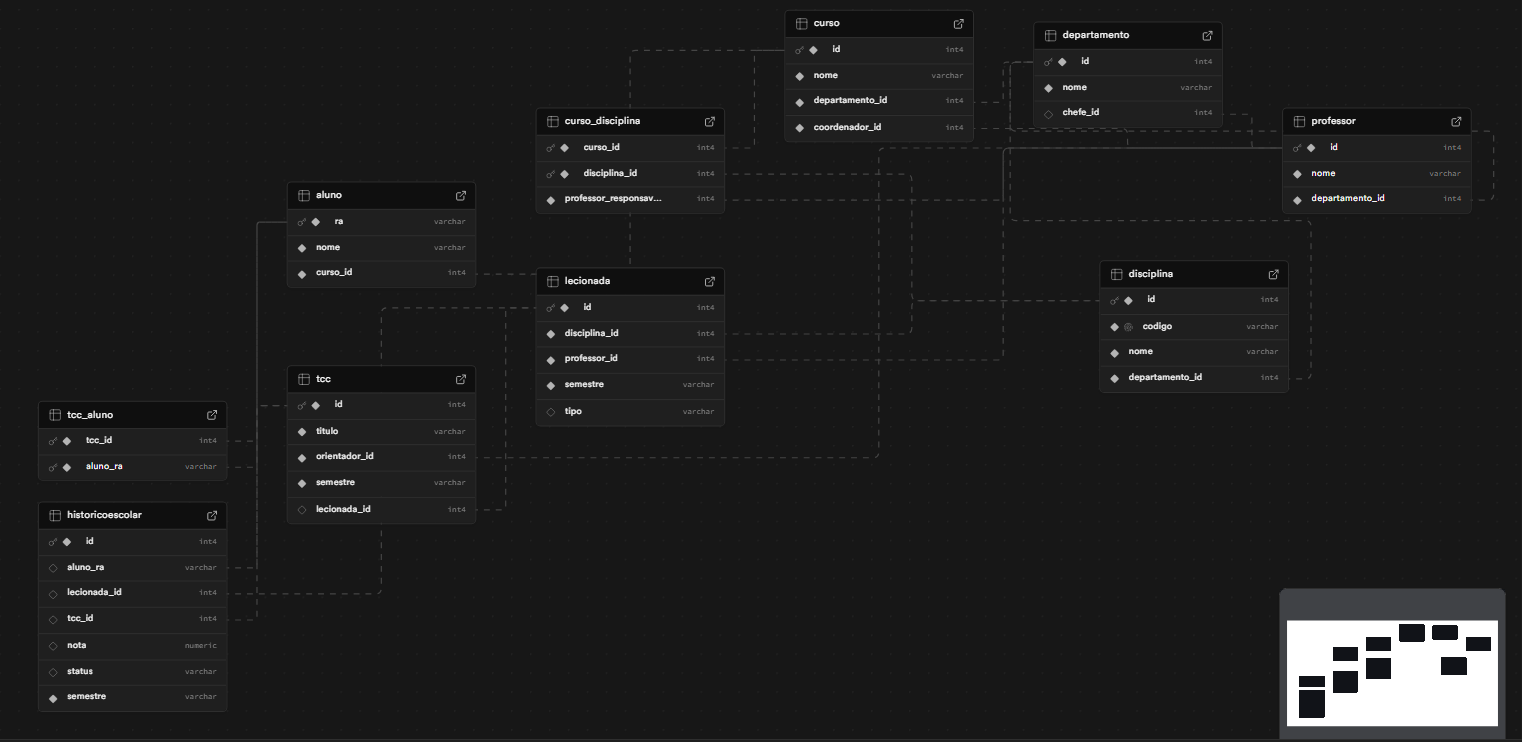 curso
id int4
nome varchar
departamento_id int4
coordenador_id int4
departamento
id int4
nome varchar
chefe_id int4
professor
id int4
nome varchar
departamento_id int4
curso_disciplina
curso_id int4
disciplina_id int4
professor_responsav... int4
aluno
ra varchar
nome varchar
curso_id int4
lecionada
id int4
disciplina_id int4
professor_id int4
semestre varchar
tipo varchar
disciplina
id int4
codigo varchar
nome varchar
departamento_id int4
tcc
id int4
titulo varchar
orientador_id int4
semestre varchar
lecionada_id int4
tcc_aluno
tcc_id int4
aluno_ra varchar
historicoescolar
id int4
aluno_ra varchar
lecionada_id int4
tcc_id int4
nota numeric
status varchar
semestre varchar